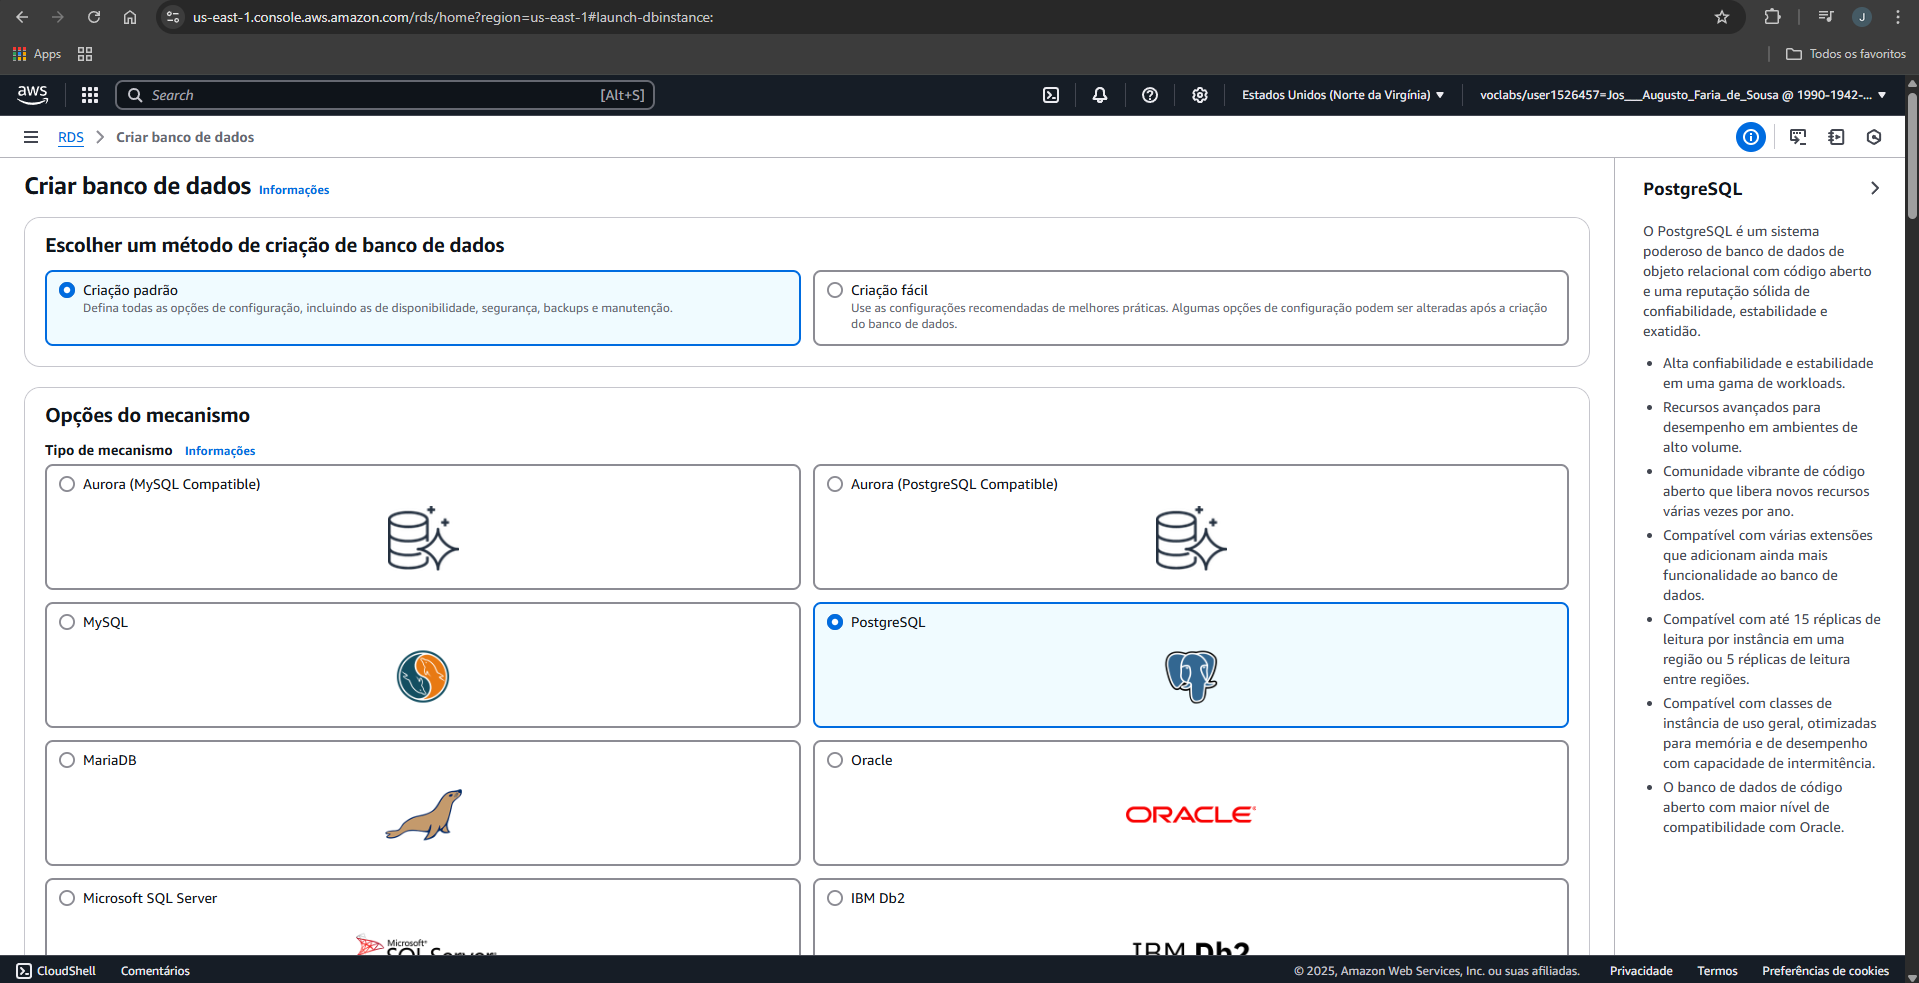 us-east-1.console.aws.amazon.com/rds/home?region=us-east-1#launch-dbinstance:
J
Apps
Todos os favoritos
aws
Search
[Alt+S]
Estados Unidos (Norte da Virgínia)
voclabs/user1526457=Jos___Augusto_Faria_de_Sousa @ 1990-1942-...
RDS
Criar banco de dados
Criar banco de dados
Informações
Escolher um método de criação de banco de dados
Criação padrão
Defina todas as opções de configuração, incluindo as de disponibilidade, segurança, backups e manutenção.
Criação fácil
Use as configurações recomendadas de melhores práticas. Algumas opções de configuração podem ser alteradas após a criação
do banco de dados.
Opções do mecanismo
Tipo de mecanismo
Informações
Aurora (MySQL Compatible)
Aurora (PostgreSQL Compatible)
MySQL
PostgreSQL
MariaDB
Oracle
ORACLE
Microsoft SQL Server
Microsoft
SQL Server
IBM Db2
IBM Db2
PostgreSQL
O PostgreSQL é um sistema
poderoso de banco de dados de
objeto relacional com código aberto
e uma reputação sólida de
confiabilidade, estabilidade e
exatidão.
• Alta confiabilidade e estabilidade
em uma gama de workloads.
• Recursos avançados para
desempenho em ambientes de
alto volume.
• Comunidade vibrante de código
aberto que libera novos recursos
várias vezes por ano.
• Compatível com várias extensões
que adicionam ainda mais
funcionalidade ao banco de
dados.
• Compatível com até 15 réplicas de
leitura por instância em uma
região ou 5 réplicas de leitura
entre regiões.
• Compatível com classes de
instância de uso geral, otimizadas
para memória e de desempenho
com capacidade de intermitência.
• O banco de dados de código
aberto com maior nível de
compatibilidade com Oracle.
CloudShell
Comentários
© 2025, Amazon Web Services, Inc. ou suas afiliadas.
Privacidade
Termos
Preferências de cookies